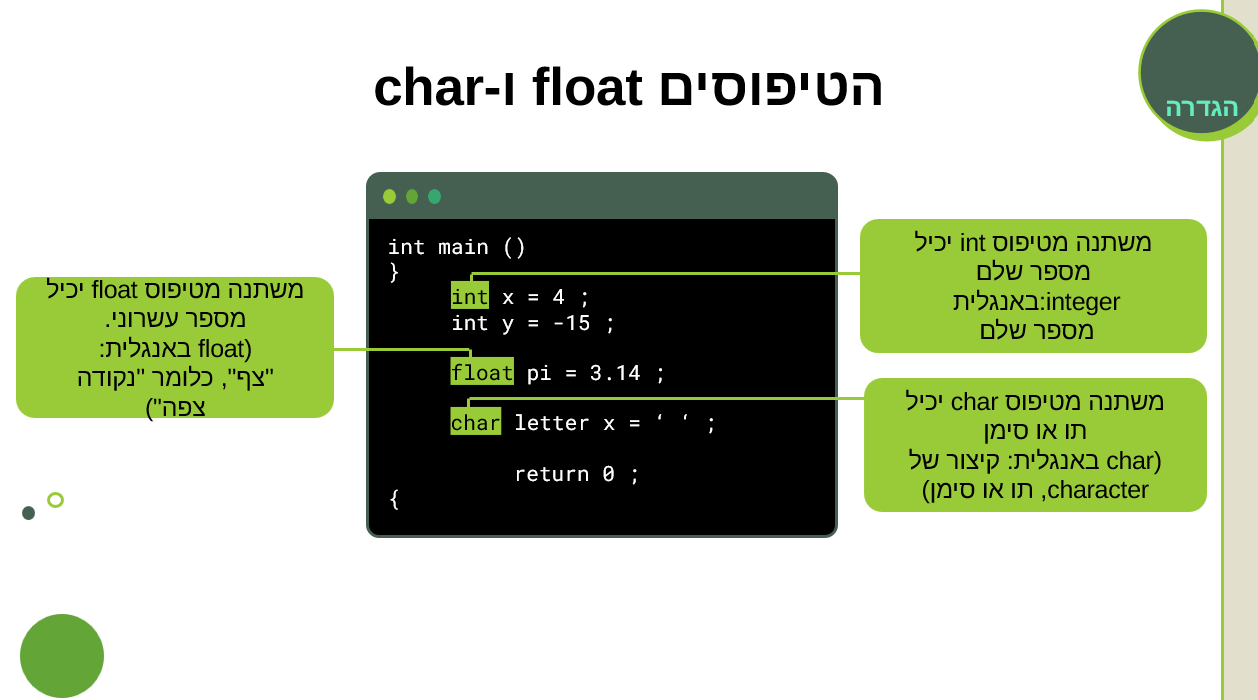 הגדרה
הטיפוסים float ו-char
int main ()
}
int x = 4 ;
int y = -15 ;
float pi = 3.14 ;
char letter x = ‘ ‘ ;
return 0 ;
{
משתנה מטיפוס int יכיל
מספר שלם
integer:באנגלית
מספר שלם
משתנה מטיפוס float יכיל
מספר עשרוני.
(float באנגלית:
"צף", כלומר "נקודה
צפה")
משתנה מטיפוס char יכיל
תו או סימן
(char באנגלית: קיצור של
character, תו או סימן)